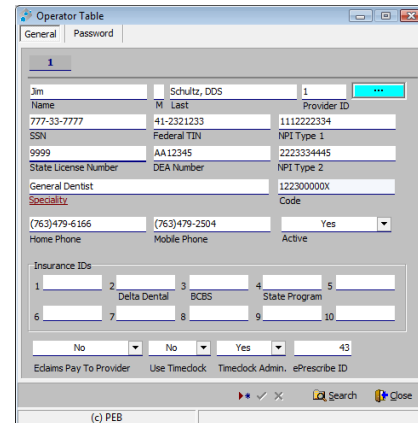 Operator Table
General Password
1
Jim Schultz, DDS 1 ...
Name M Last Provider ID
777-33-7777 41-2321233 1112222334
SSN Federal TIN NPI Type 1
9999 AA12345 2223334445
State License Number DEA Number NPI Type 2
General Dentist 122300000X
Speciality Code
(763)479-6166 (763)479-2504 Yes
Home Phone Mobile Phone Active
Insurance IDs
1 2 3 4 5
Delta Dental BCBS State Program
6 7 8 9 10
No No Yes 43
Eclaims Pay To Provider Use Timeclock Timeclock Admin. ePrescribe ID
Search Close
(c) PEB